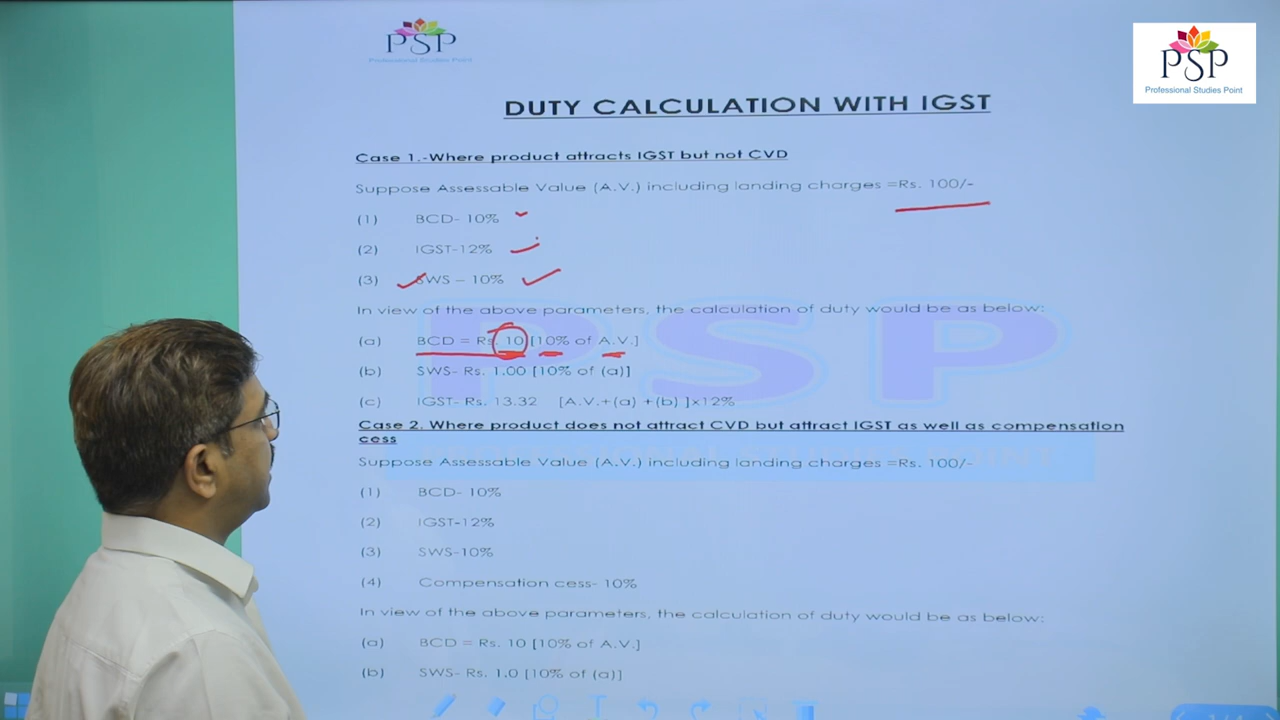 PSP
Professional Studies Point
PSP
Professional Studies Point
DUTY CALCULATION WITH IGST
Case 1.-Where product attracts IGST but not CVD
Suppose Assessable Value (A.V.) including landing charges =Rs. 100/-
(1) BCD- 10%
(2) IGST-12%
(3) SWS – 10%
In view of the above parameters, the calculation of duty would be as below:
(a) BCD = Rs. 10 [10% of A.V.]
(b) SWS- Rs. 1.00 [10% of (a)]
(c) IGST- Rs. 13.32 [A.V.+(a) +(b) ]x12%
Case 2. Where product does not attract CVD but attract IGST as well as compensation
cess
Suppose Assessable Value (A.V.) including landing charges =Rs. 100/-
(1) BCD- 10%
(2) IGST-12%
(3) SWS-10%
(4) Compensation cess- 10%
In view of the above parameters, the calculation of duty would be as below:
(a) BCD = Rs. 10 [10% of A.V.]
(b) SWS- Rs. 1.0 [10% of (a)]
PSP